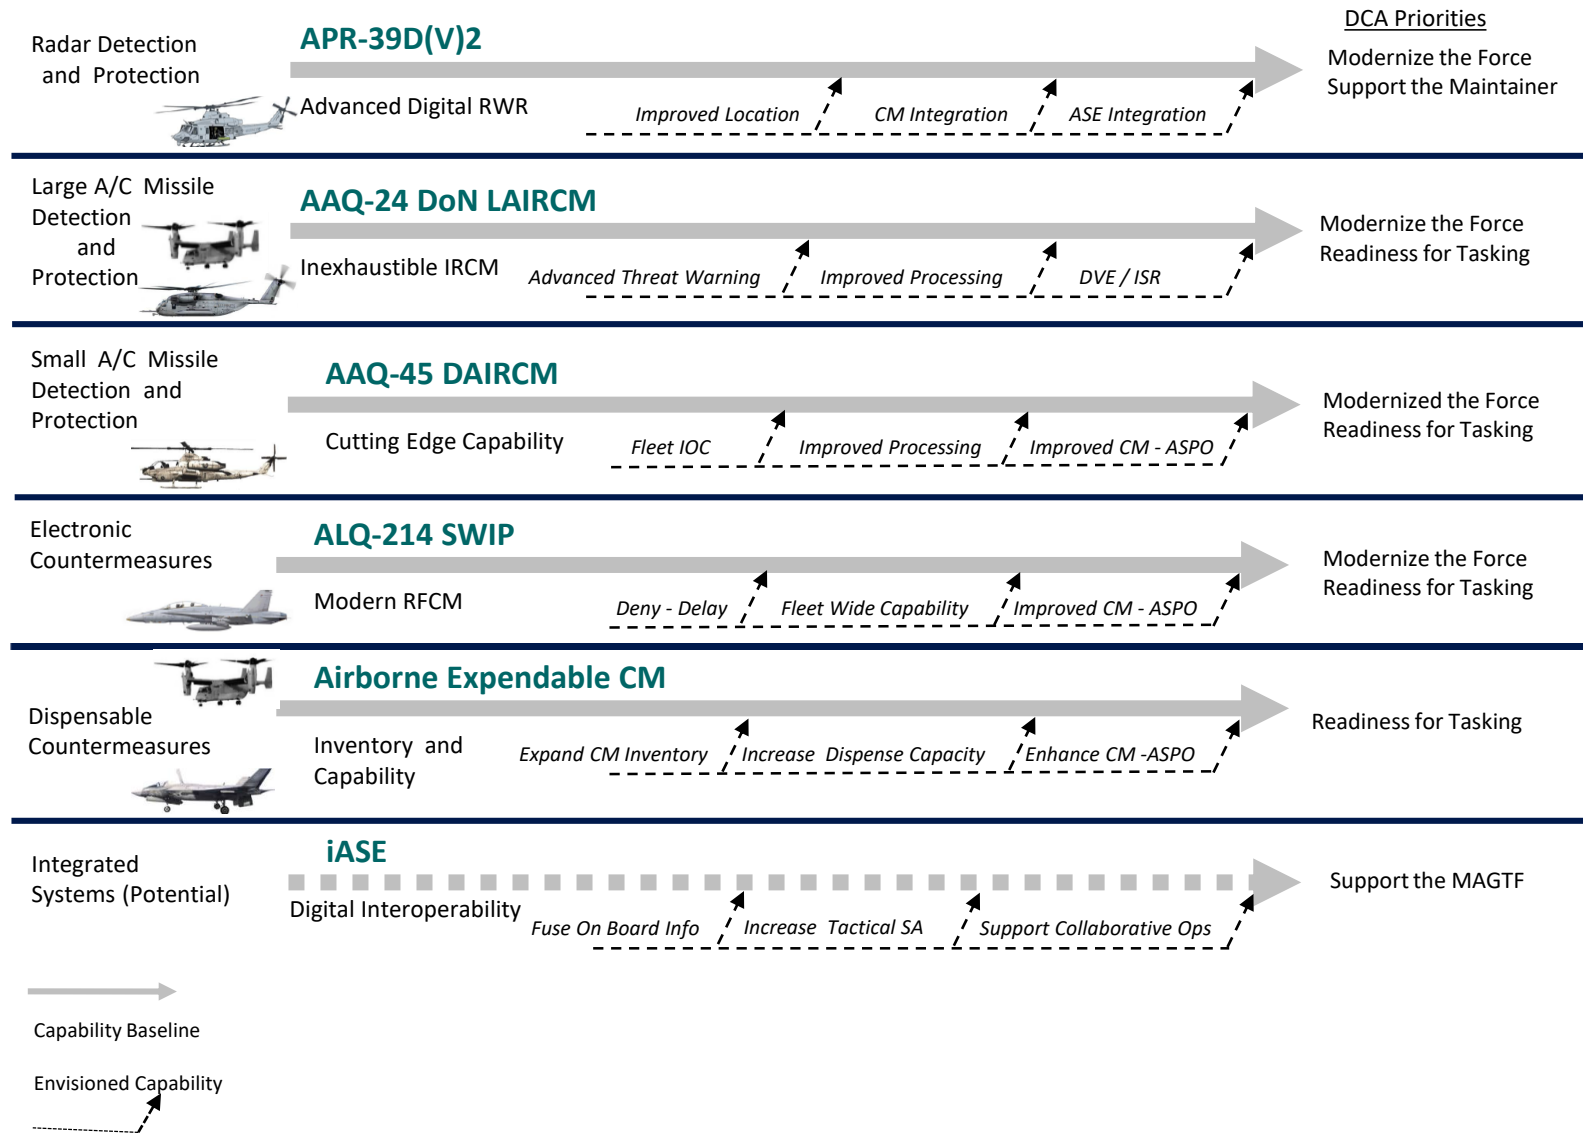 DCA Priorities
Radar Detection
and Protection
APR-39D(V)2
Advanced Digital RWR
Improved Location
CM Integration
ASE Integration
Modernize the Force
Support the Maintainer
Large A/C Missile
Detection
and
Protection
AAQ-24 DoN LAIRCM
Inexhaustible IRCM
Advanced Threat Warning
Improved Processing
DVE / ISR
Modernize the Force
Readiness for Tasking
Small A/C Missile
Detection and
Protection
AAQ-45 DAIRCM
Cutting Edge Capability
Fleet IOC
Improved Processing
Improved CM - ASPO
Modernized the Force
Readiness for Tasking
Electronic
Countermeasures
ALQ-214 SWIP
Modern RFCM
Deny - Delay
Fleet Wide Capability
Improved CM - ASPO
Modernize the Force
Readiness for Tasking
Dispensable
Countermeasures
Airborne Expendable CM
Inventory and
Capability
Expand CM Inventory
Increase Dispense Capacity
Enhance CM -ASPO
Readiness for Tasking
Integrated
Systems (Potential)
iASE
Digital Interoperability
Fuse On Board Info
Increase Tactical SA
Support Collaborative Ops
Support the MAGTF
Capability Baseline
Envisioned Capability